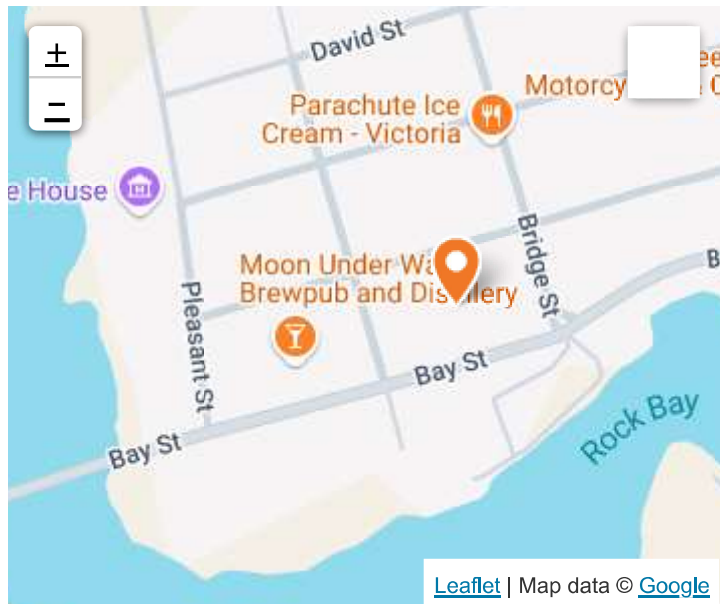 +
−
David St
Parachute Ice
Cream - Victoria
Motorcy
e House
Bridge St
Moon Under Wa
Brewpub and Distillery
Pleasant St
Bay St
Bay St
Rock Bay
Leaflet | Map data © Google